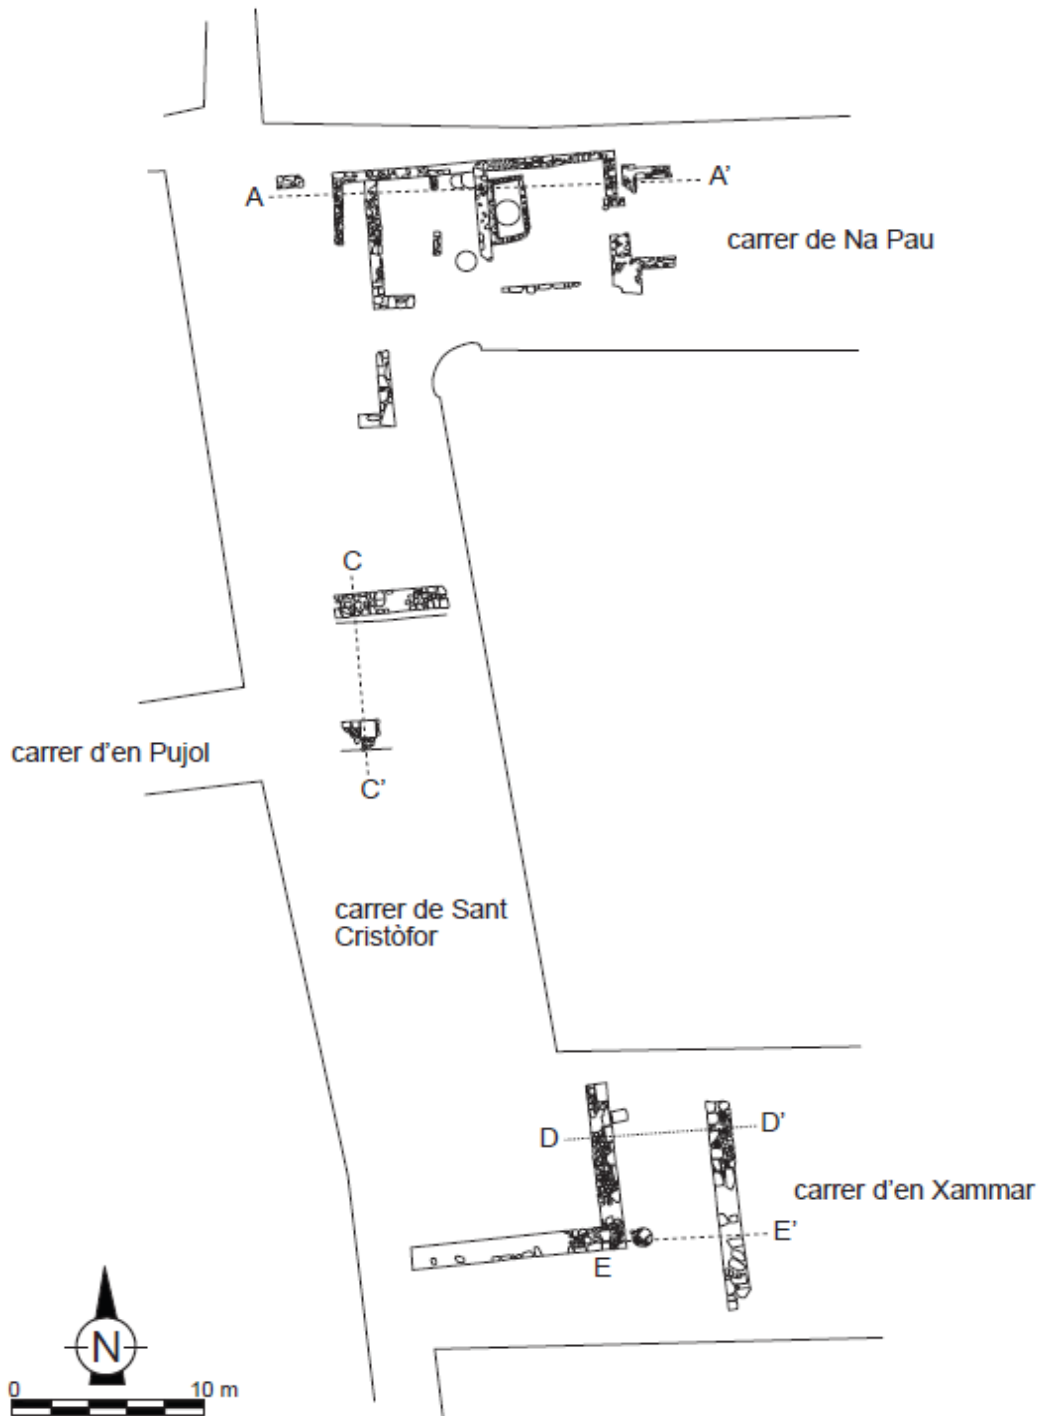 A
A'
carrer de Na Pau
C
carrer d'en Pujol
C'
carrer de Sant
Cristòfor
D
D'
carrer d'en Xammar
E
E'
N
0 10 m